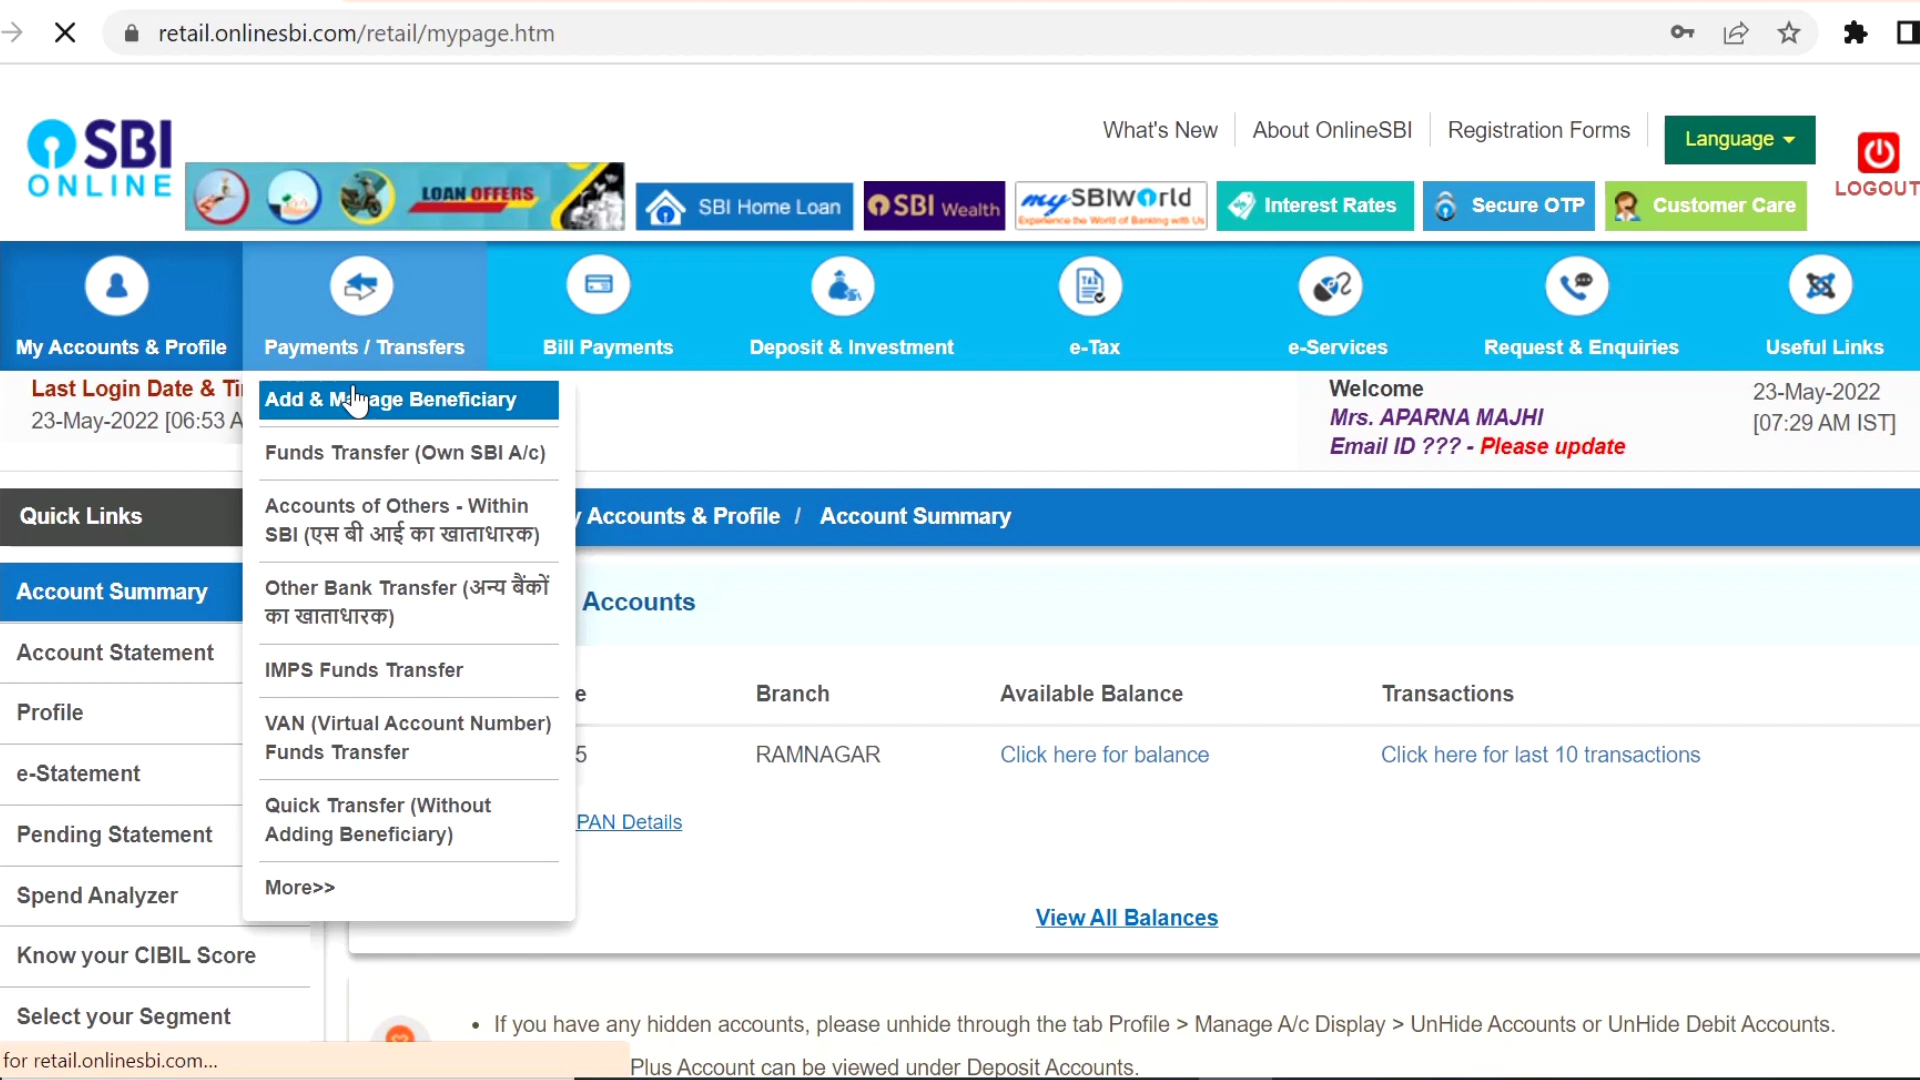 retail.onlinesbi.com/retail/mypage.htm
What's New
About OnlineSBI
Registration Forms
Language
LOGOUT
SBI
ONLINE
LOAN OFFERS
SBI Home Loan
SBI Wealth
my SBIWorld
Experience the World of Banking with Us
Interest Rates
Secure OTP
Customer Care
My Accounts & Profile
Payments / Transfers
Bill Payments
Deposit & Investment
e-Tax
e-Services
Request & Enquiries
Useful Links
Last Login Date &
23-May-2022 [06:53
Welcome
Mrs. APARNA MAJHI
Email ID ??? - Please update
23-May-2022
[07:29 AM IST]
Add & Manage Beneficiary
Funds Transfer (Own SBI A/c)
Accounts of Others - Within
SBI (एस बी आई का खाताधारक)
Other Bank Transfer (अन्य बैंकों
का खाताधारक)
IMPS Funds Transfer
VAN (Virtual Account Number)
Funds Transfer
Quick Transfer (Without
Adding Beneficiary)
More>>
Quick Links
Account Summary
Account Statement
Profile
e-Statement
Pending Statement
Spend Analyzer
Know your CIBIL Score
Select your Segment
Accounts & Profile / Account Summary
Accounts
Branch
Available Balance
Transactions
5
RAMNAGAR
Click here for balance
Click here for last 10 transactions
PAN Details
View All Balances
• If you have any hidden accounts, please unhide through the tab Profile > Manage A/c Display > UnHide Accounts or UnHide Debit Accounts.
Plus Account can be viewed under Deposit Accounts.
for retail.onlinesbi.com...